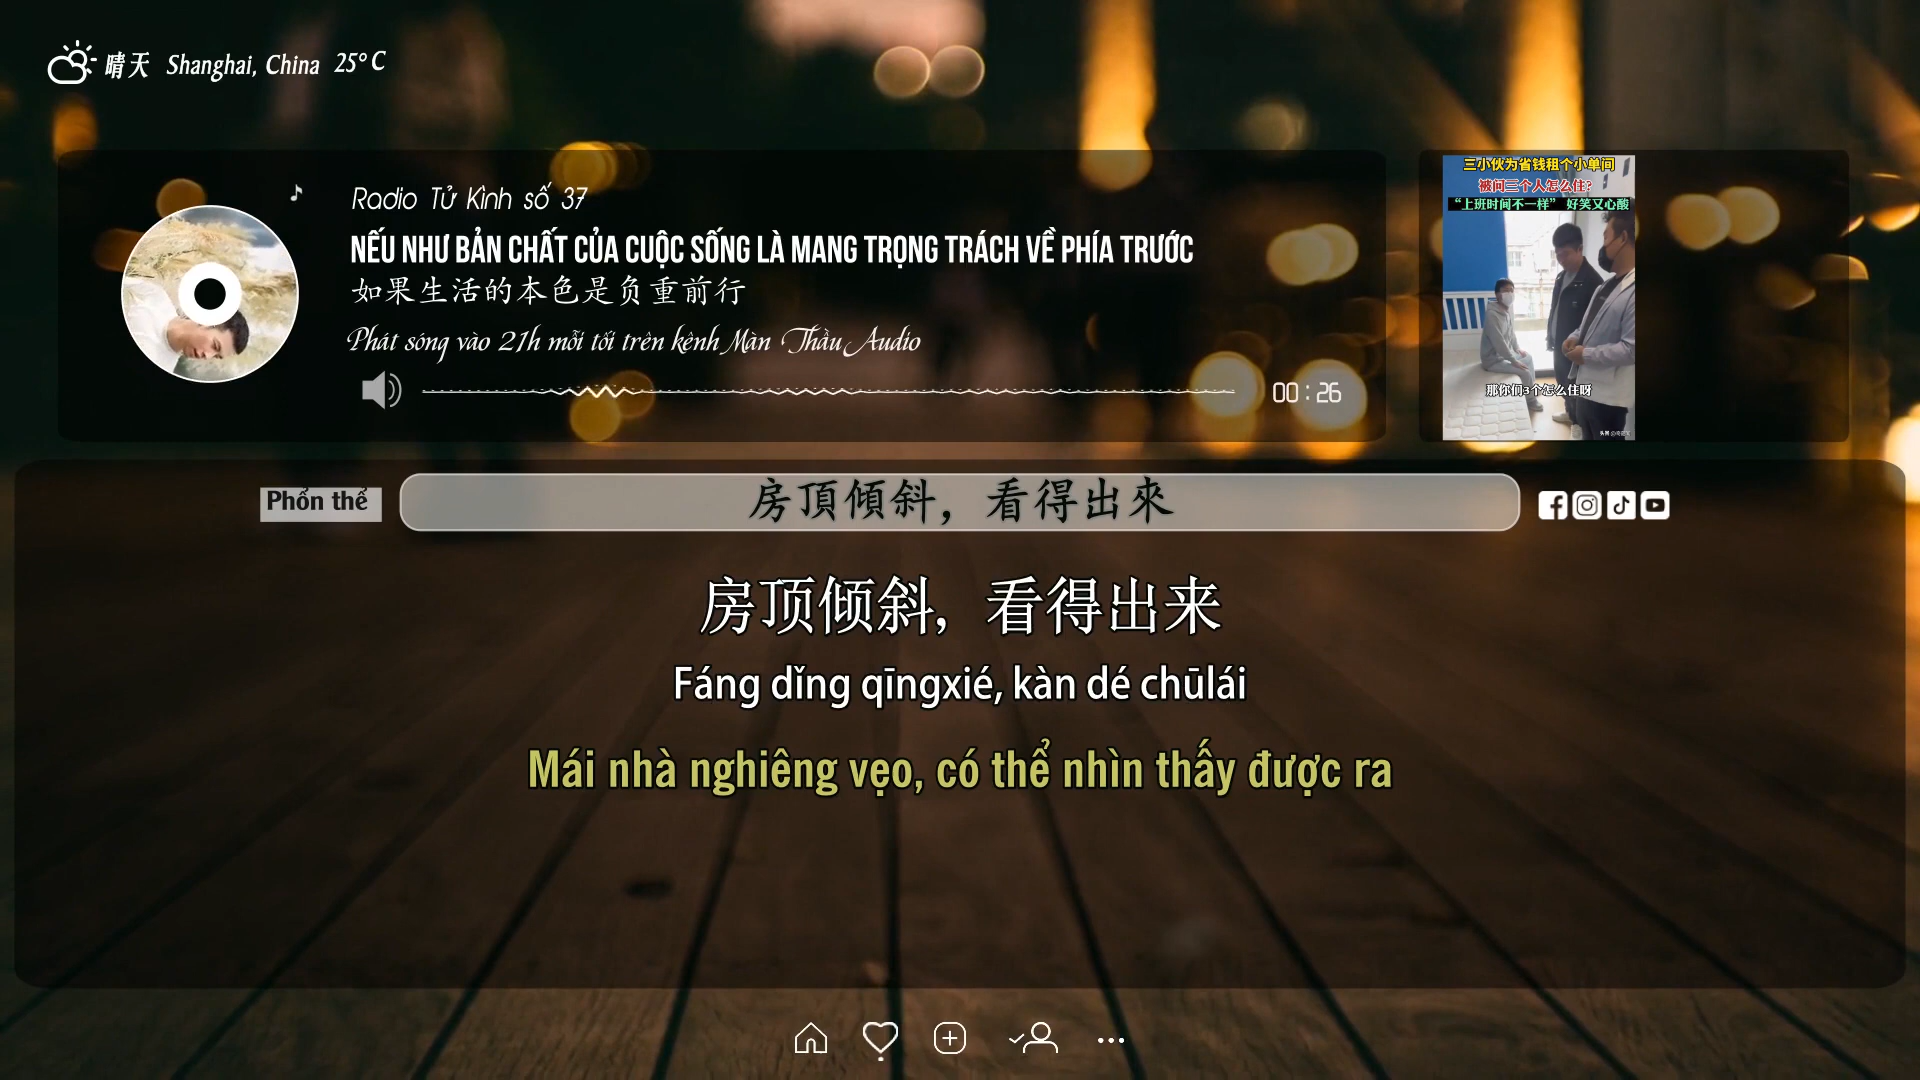 晴天 Shanghai, China 25°C
Radio Tử Kình số 37
NẾU NHƯ BẢN CHẤT CỦA CUỘC SỐNG LÀ MANG TRỌNG TRÁCH VỀ PHÍA TRƯỚC
如果生活的本色是负重前行
Phát sóng vào 21h mỗi tối trên kênh Màn Thầu Audio
00:26
三小伙为省钱租个小单间
被问三个人怎么住?
“上班时间不一样” 好笑又心酸
那你们3个怎么住呀
Phồn thể
房頂傾斜，看得出來
房顶倾斜，看得出来
Fáng dǐng qīngxié, kàn dé chūlái
Mái nhà nghiêng vẹo, có thể nhìn thấy được ra